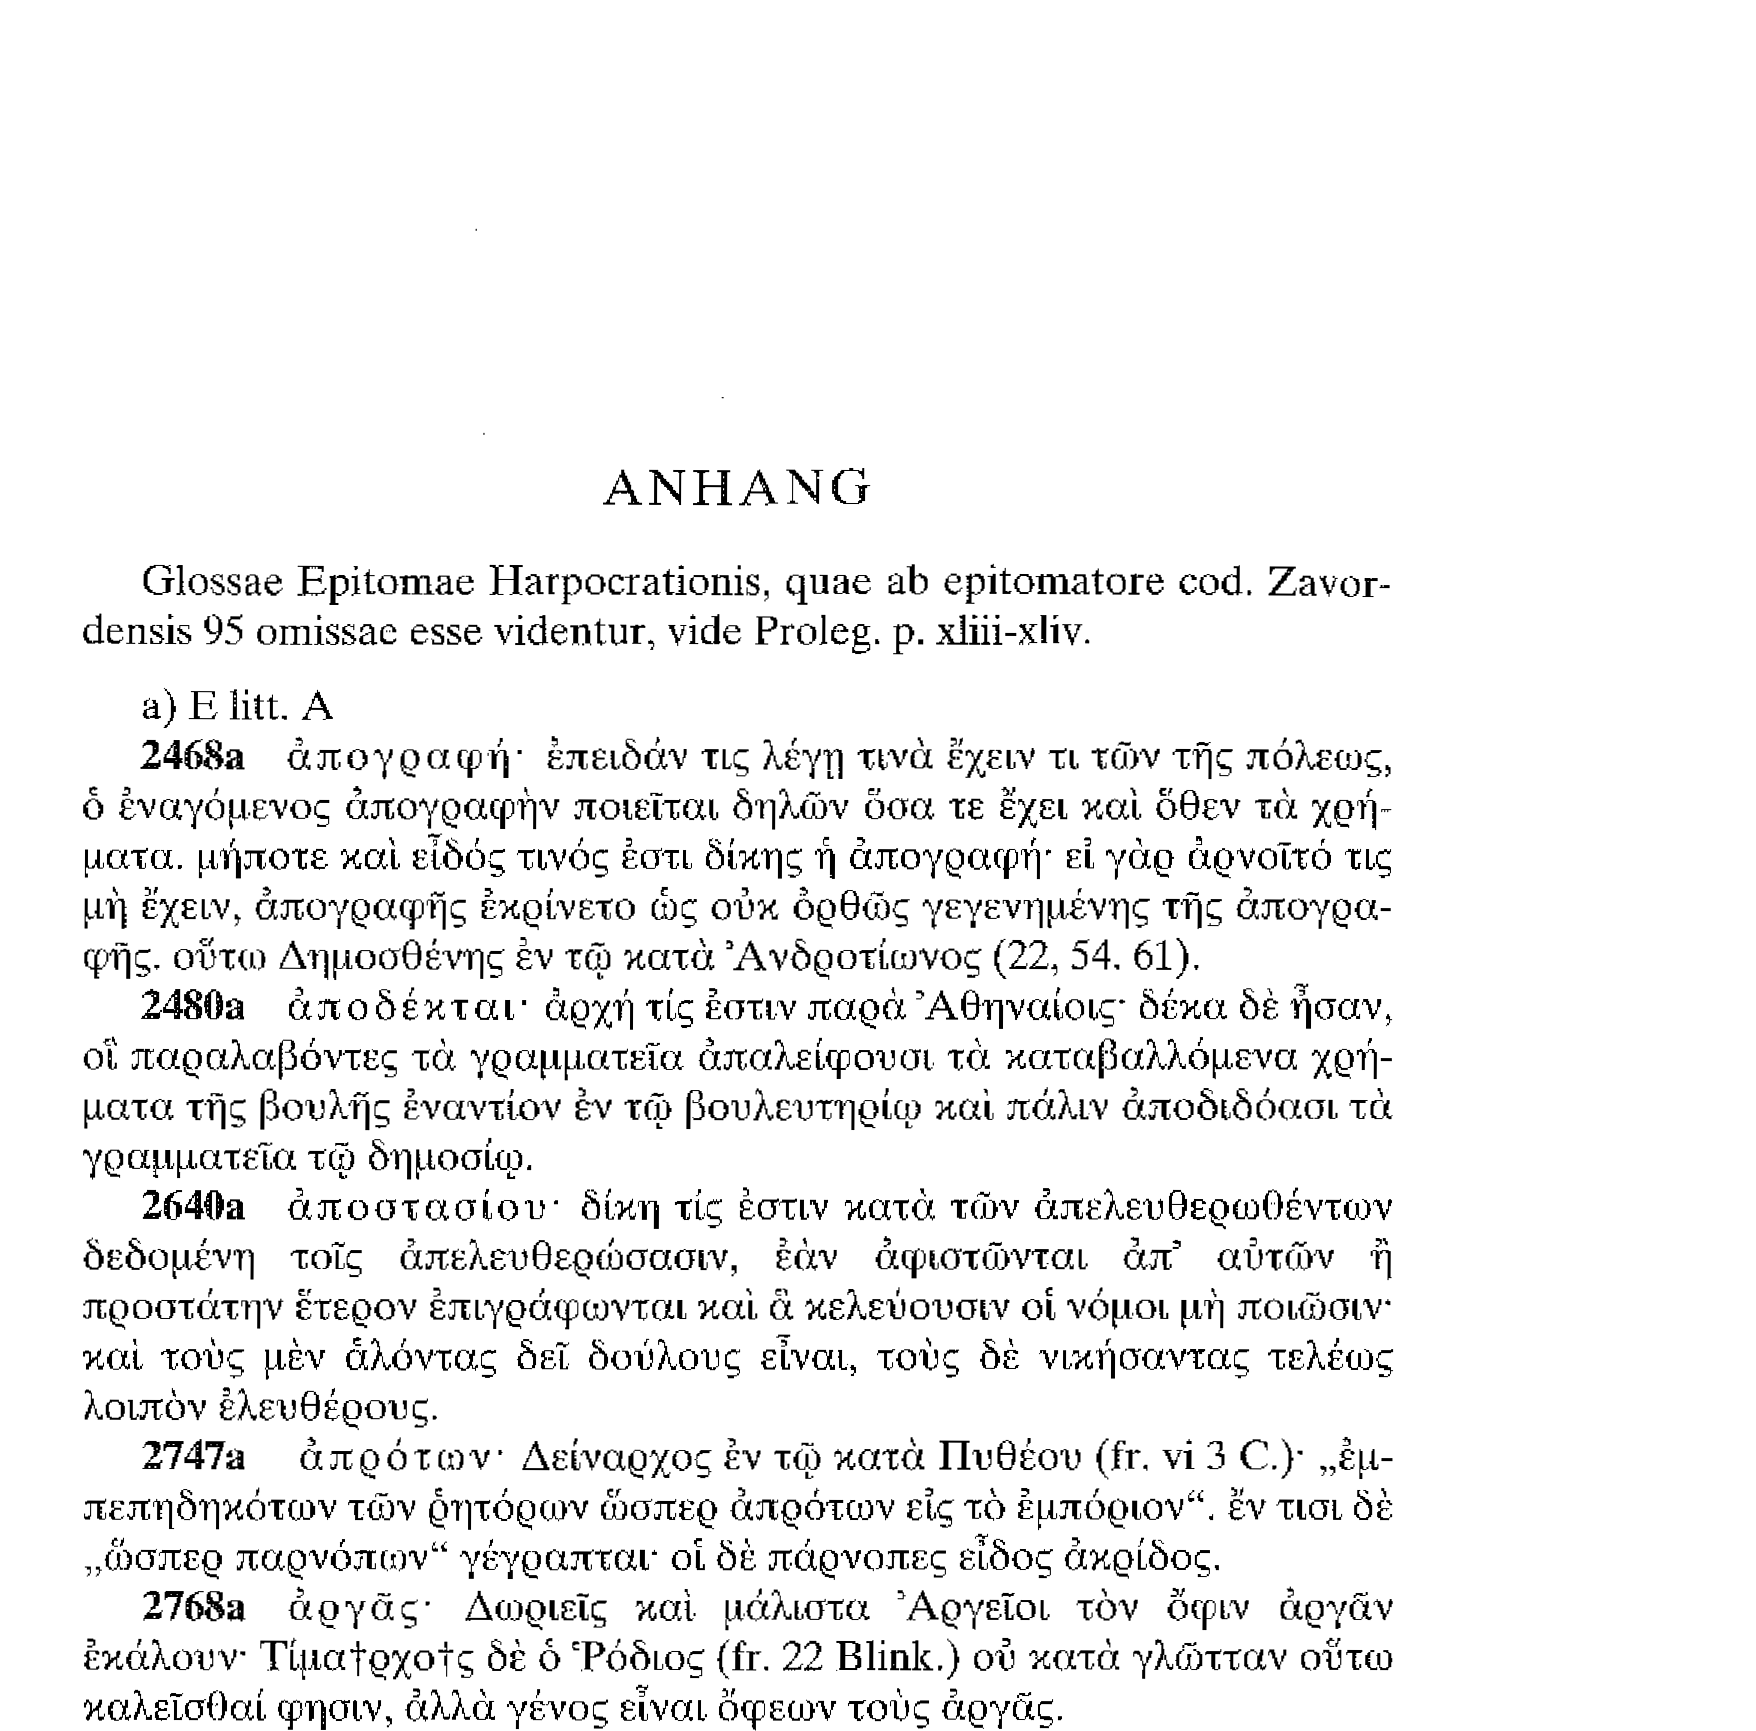 ANHANG
Glossae Epitomae Harpocrationis, quae ab epitomatore cod. Zavor-
densis 95 omissae esse videntur, vide Proleg. p. xliii-xliv.
a) E litt. A
2468a ἀπογραφή· ἐπειδάν τις λέγῃ τινὰ ἔχειν τι τῶν τῆς πόλεως,
ὁ ἐναγόμενος ἀπογραφὴν ποιεῖται δηλῶν ὅσα τε ἔχει καὶ ὅθεν τὰ χρή-
ματα. μήποτε καὶ εἶδός τινός ἐστι δίκης ἡ ἀπογραφή· εἰ γὰρ ἀρνοῖτό τις
μὴ ἔχειν, ἀπογραφῆς ἐκρίνετο ὡς οὐκ ὀρθῶς γεγενημένης τῆς ἀπογρα-
φῆς. οὕτω Δημοσθένης ἐν τῷ κατὰ Ἀνδροτίωνος (22, 54. 61).
2480a ἀποδέκται· ἀρχή τίς ἐστιν παρὰ Ἀθηναίοις· δέκα δὲ ἦσαν,
οἳ παραλαβόντες τὰ γραμματεῖα ἀπαλείφουσι τὰ καταβαλλόμενα χρή-
ματα τῆς βουλῆς ἐναντίον ἐν τῷ βουλευτηρίῳ καὶ πάλιν ἀποδιδόασι τὰ
γραμματεῖα τῷ δημοσίῳ.
2640a ἀποστασίου· δίκη τίς ἐστιν κατὰ τῶν ἀπελευθερωθέντων
δεδομένη τοῖς ἀπελευθερώσασιν, ἐὰν ἀφιστῶνται ἀπ’ αὐτῶν ἢ
προστάτην ἕτερον ἐπιγράφωνται καὶ ἃ κελεύουσιν οἱ νόμοι μὴ ποιῶσιν·
καὶ τοὺς μὲν ἁλόντας δεῖ δούλους εἶναι, τοὺς δὲ νικήσαντας τελέως
λοιπὸν ἐλευθέρους.
2747a ἀπρότων· Δείναρχος ἐν τῷ κατὰ Πυθέου (fr. vi 3 C.)· „ἐμ-
πεπηδηκότων τῶν ῥητόρων ὥσπερ ἀπρότων εἰς τὸ ἐμπόριον“. ἔν τισι δὲ
„ὥσπερ παρνόπων“ γέγραπται· οἱ δὲ πάρνοπες εἶδος ἀκρίδος.
2768a ἀργᾶς· Δωριεῖς καὶ μάλιστα Ἀργεῖοι τὸν ὄφιν ἀργᾶν
ἐκάλουν· Τίμα†ρχο†ς δὲ ὁ Ῥόδιος (fr. 22 Blink.) οὐ κατὰ γλῶτταν οὕτω
καλεῖσθαί φησιν, ἀλλὰ γένος εἶναι ὄφεων τοὺς ἀργᾶς.